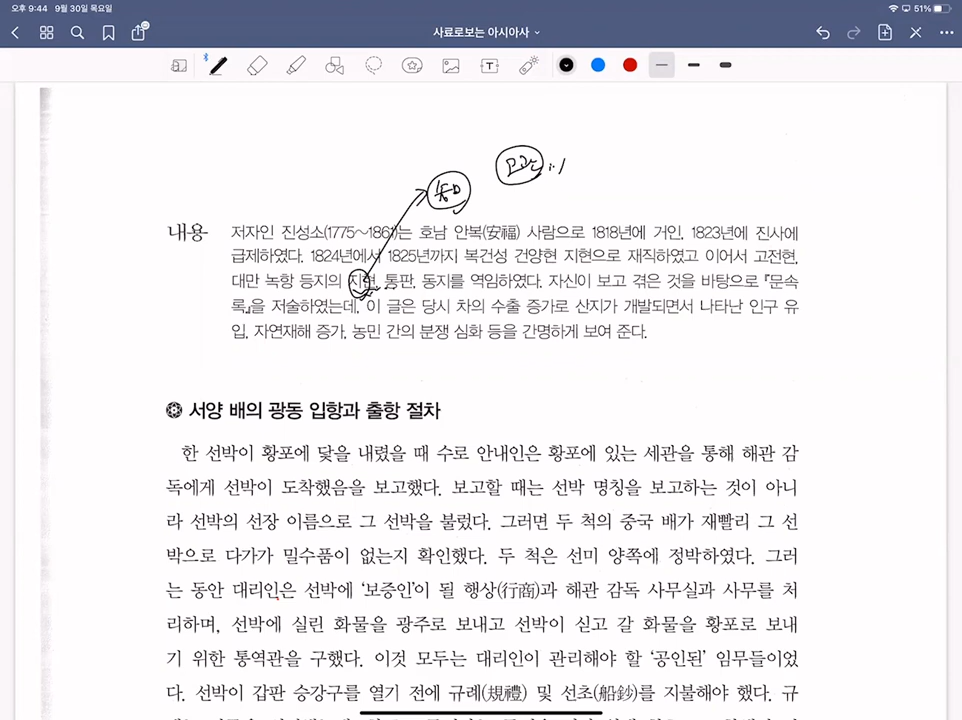 오후 9:44 9월 30일 목요일
51%
사료로보는 아시아사
T
고관
농민
내용 저자인 진성소(1775~1861)는 호남 안복(安福) 사람으로 1818년에 거인, 1823년에 진사에
급제하였다. 1824년에서 1825년까지 복건성 건양현 지현으로 재직하였고 이어서 고전현,
대만 녹항 등지의 지현, 통판, 동지를 역임하였다. 자신이 보고 겪은 것을 바탕으로 『문속
록』을 저술하였는데, 이 글은 당시 차의 수출 증가로 산지가 개발되면서 나타난 인구 유
입, 자연재해 증가, 농민 간의 분쟁 심화 등을 간명하게 보여 준다.
서양 배의 광동 입항과 출항 절차
한 선박이 황포에 닻을 내렸을 때 수로 안내인은 황포에 있는 세관을 통해 해관 감
독에게 선박이 도착했음을 보고했다. 보고할 때는 선박 명칭을 보고하는 것이 아니
라 선박의 선장 이름으로 그 선박을 불렀다. 그러면 두 척의 중국 배가 재빨리 그 선
박으로 다가가 밀수품이 없는지 확인했다. 두 척은 선미 양쪽에 정박하였다. 그러
는 동안 대리인은 선박에 ‘보증인’이 될 행상(行商)과 해관 감독 사무실과 사무를 처
리하며, 선박에 실린 화물을 광주로 보내고 선박이 싣고 갈 화물을 황포로 보내
기 위한 통역관을 구했다. 이것 모두는 대리인이 관리해야 할 ‘공인된’ 임무들이었
다. 선박이 갑판 승강구를 열기 전에 규례(規禮) 및 선초(船鈔)를 지불해야 했다. 규